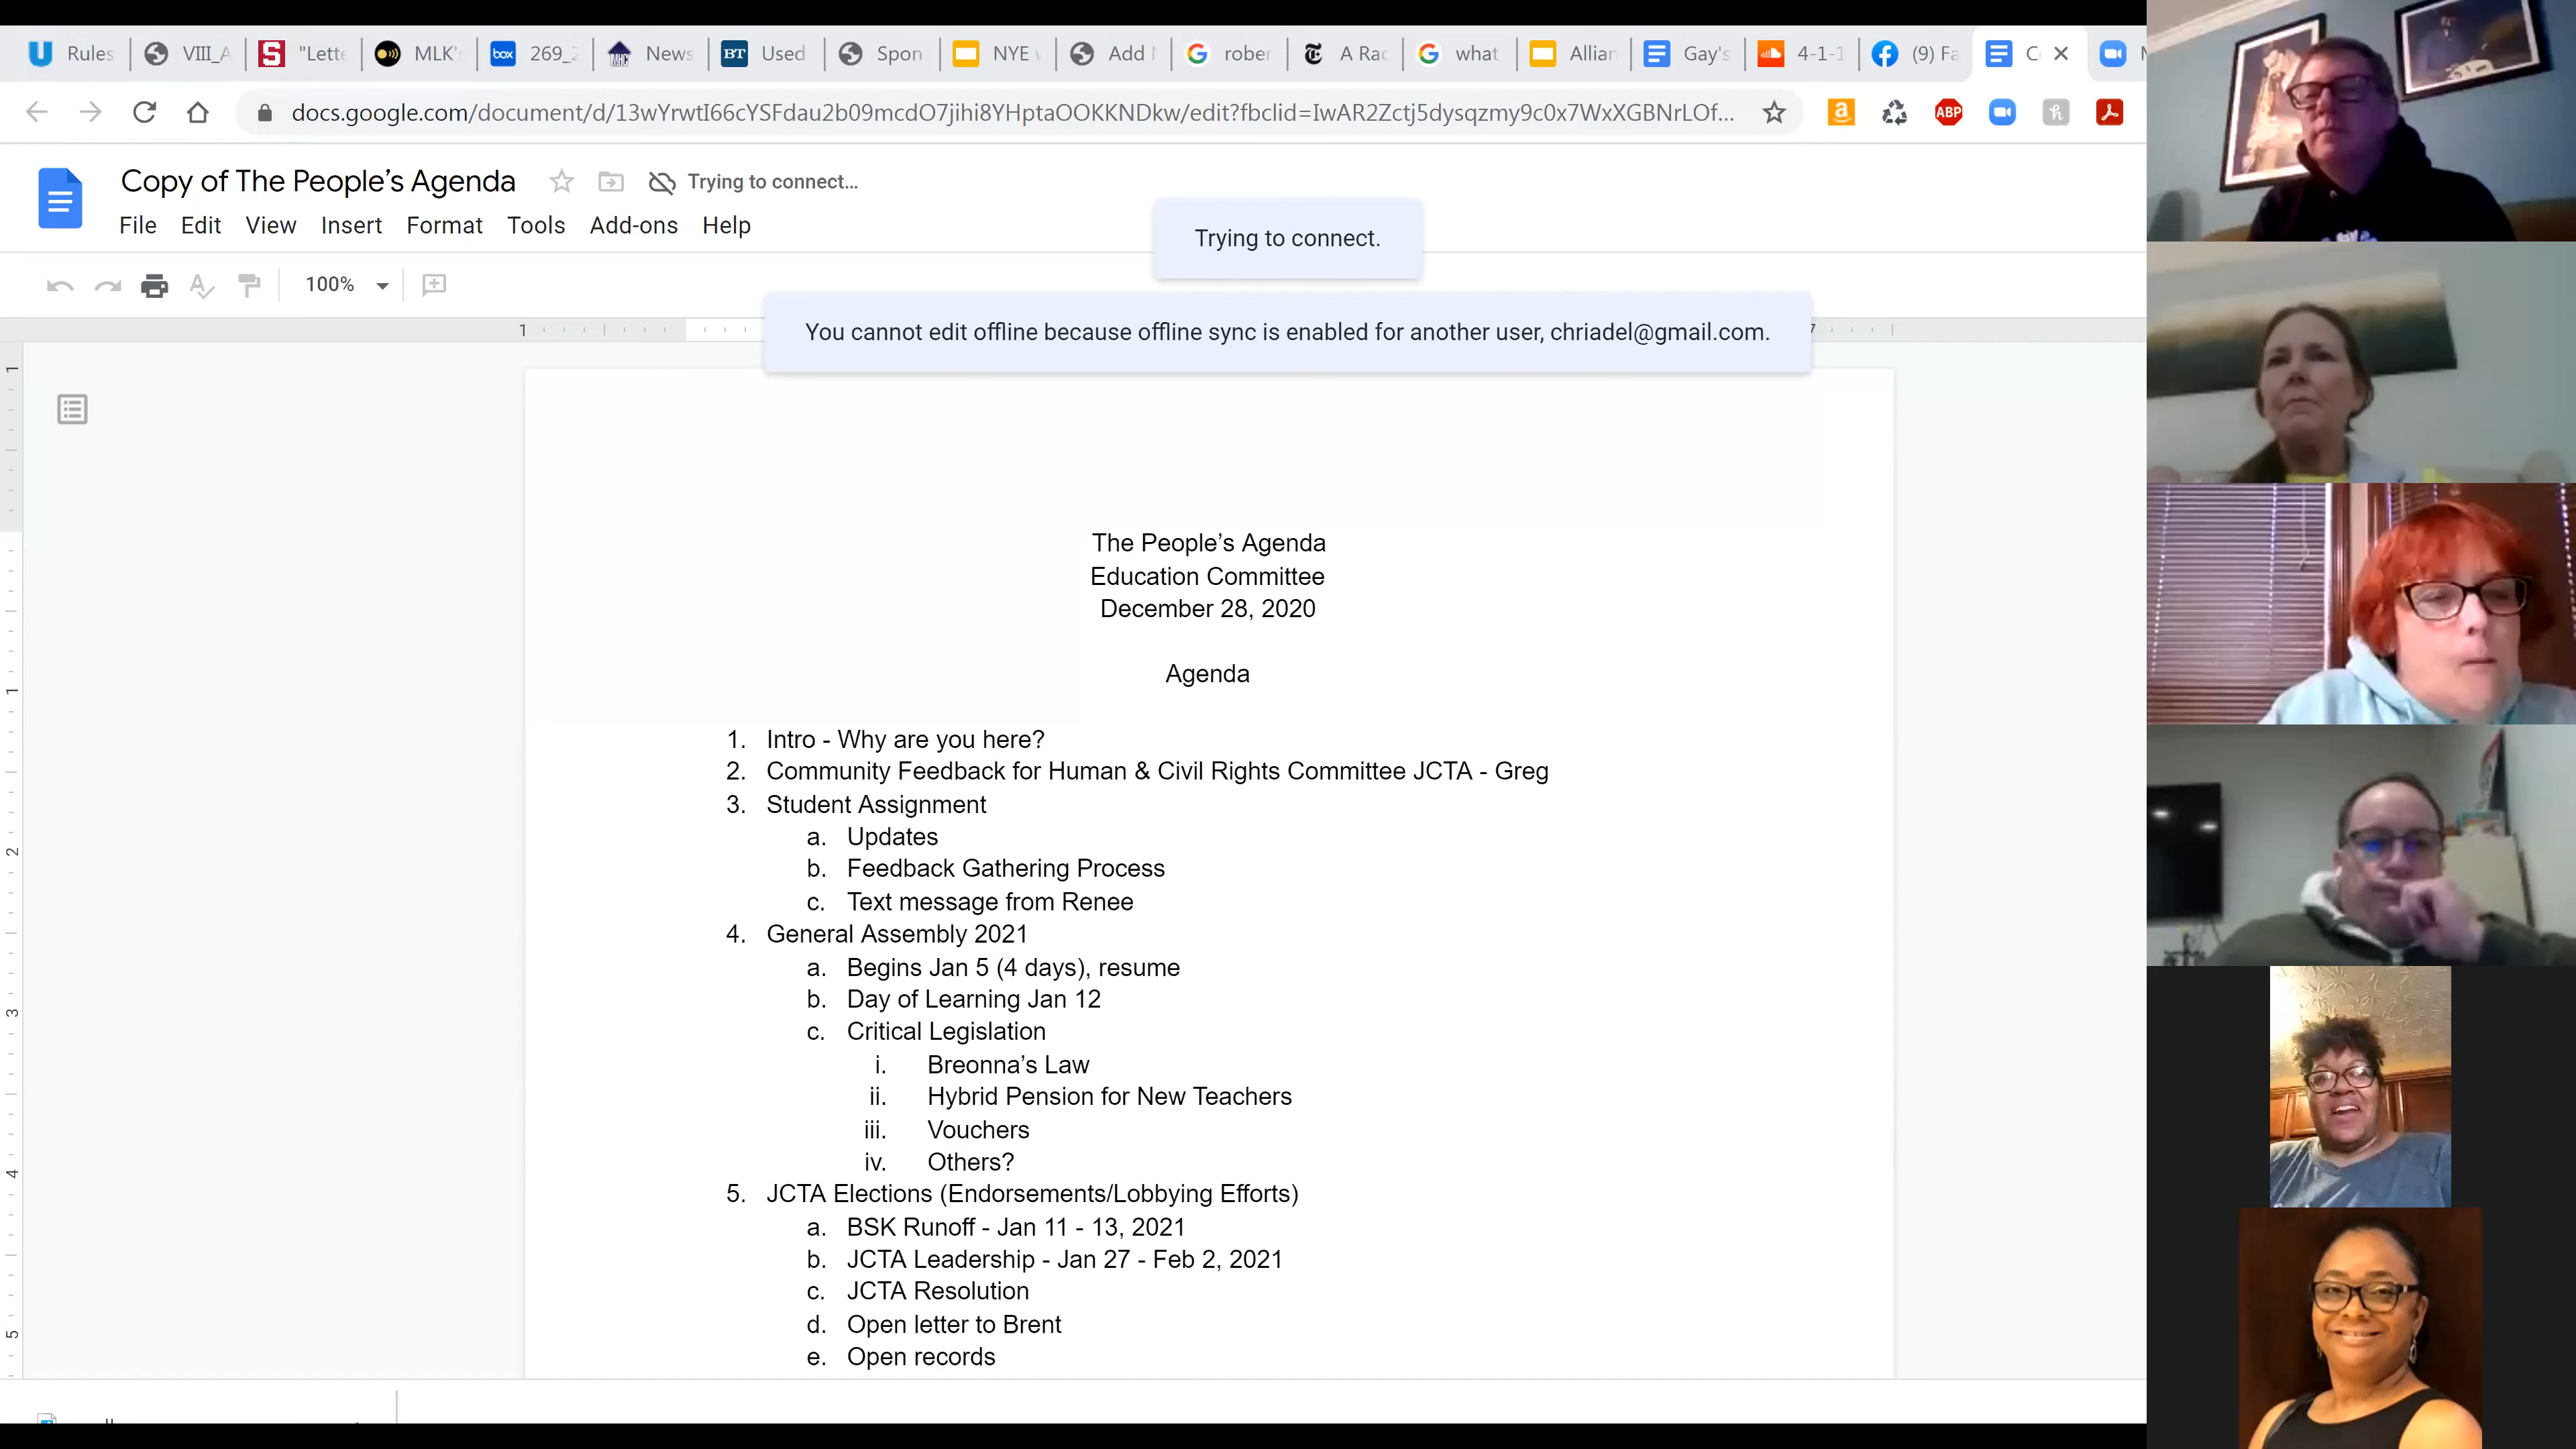 Rules
VIII_A
"Lette
MLK'
269_2
News
Used
Spon
NYE
Add
rober
A Rac
what
Allian
Gay's
4-1-1
(9) Fa
docs.google.com/document/d/13wYrwtI66cYSFdau2b09mcdO7jihi8YHptaOOKKNDkw/edit?fbclid=IwAR2Zctj5dysqzmy9c0x7WxXGBNrLOf...
ABP
Copy of The People's Agenda
Trying to connect...
File Edit View Insert Format Tools Add-ons Help
Trying to connect.
100%
You cannot edit offline because offline sync is enabled for another user, chriadel@gmail.com.
The People's Agenda
Education Committee
December 28, 2020
Agenda
1. Intro - Why are you here?
2. Community Feedback for Human & Civil Rights Committee JCTA - Greg
3. Student Assignment
a. Updates
b. Feedback Gathering Process
c. Text message from Renee
4. General Assembly 2021
a. Begins Jan 5 (4 days), resume
b. Day of Learning Jan 12
c. Critical Legislation
i. Breonna's Law
ii. Hybrid Pension for New Teachers
iii. Vouchers
iv. Others?
5. JCTA Elections (Endorsements/Lobbying Efforts)
a. BSK Runoff - Jan 11 - 13, 2021
b. JCTA Leadership - Jan 27 - Feb 2, 2021
c. JCTA Resolution
d. Open letter to Brent
e. Open records